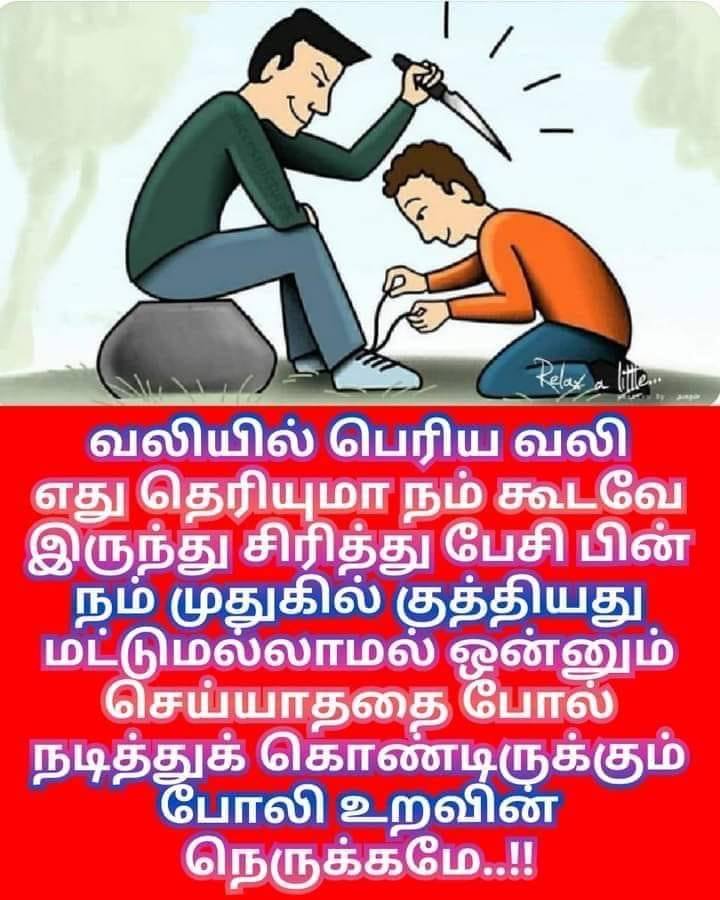 Relax a little...
வலியில் பெரிய வலி
எது தெரியுமா நம் கூடவே
இருந்து சிரித்து பேசி பின்
நம் முதுகில் குத்தியது
மட்டுமல்லாமல் ஒன்னும்
செய்யாததை போல்
நடித்துக் கொண்டிருக்கும்
போலி உறவின்
நெருக்கமே..!!